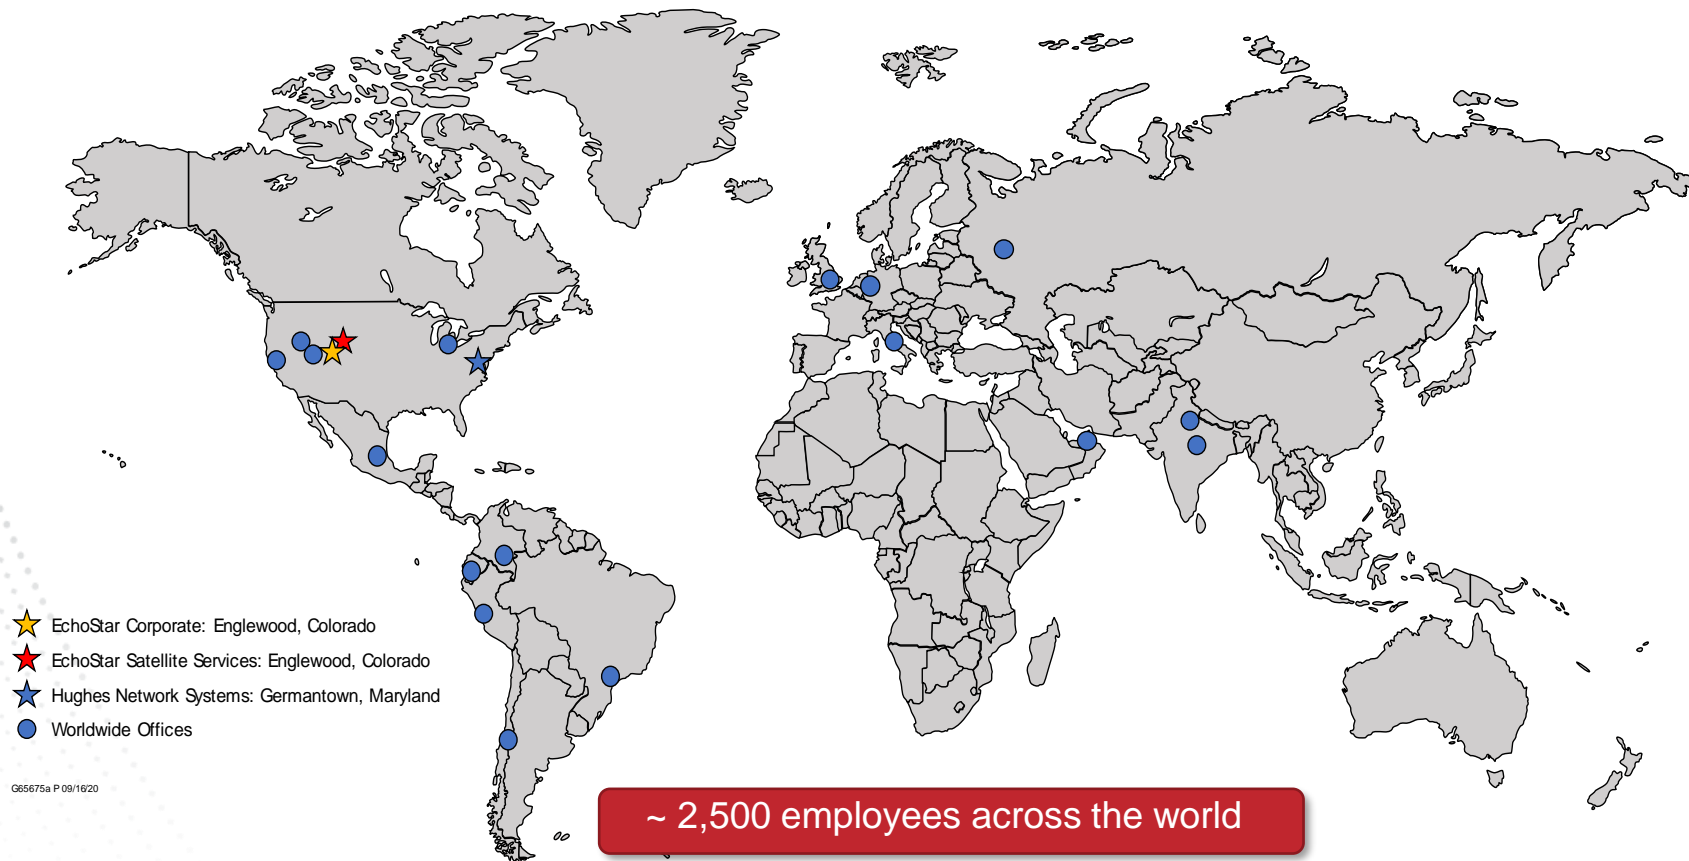 EchoStar Corporate: Englewood, Colorado
EchoStar Satellite Services: Englewood, Colorado
Hughes Network Systems: Germantown, Maryland
Worldwide Offices
G65675a P 09/16/20
~ 2,500 employees across the world